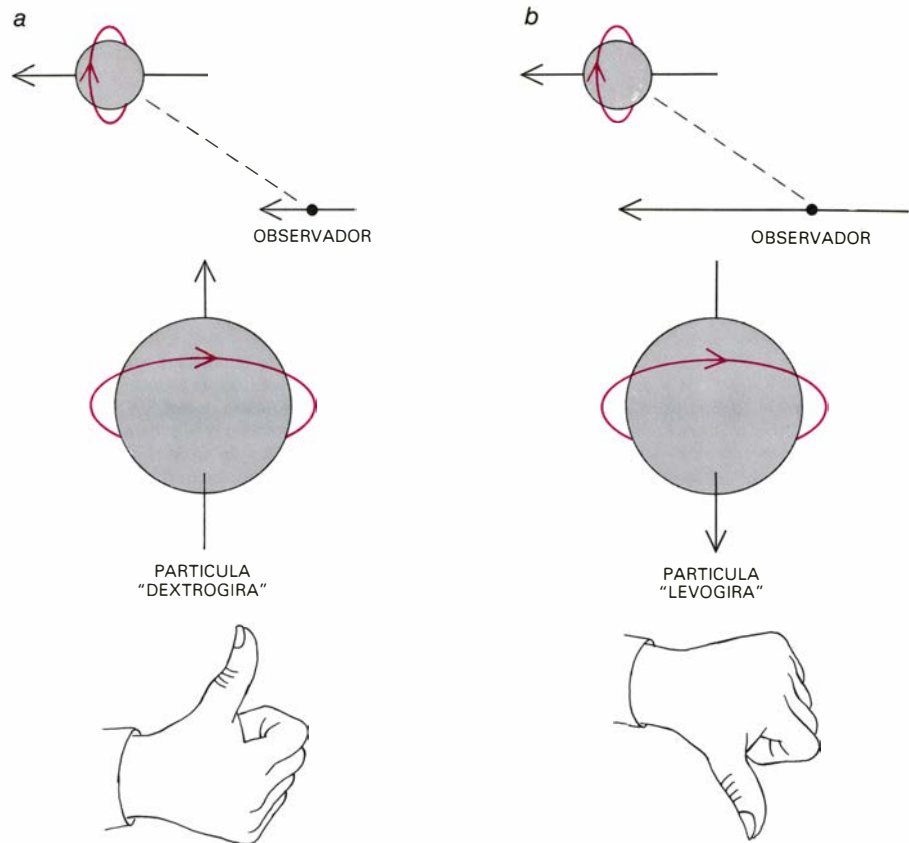 a
b
OBSERVADOR
OBSERVADOR
PARTICULA
"DEXTROGIRA"
PARTICULA
"LEVOGIRA"